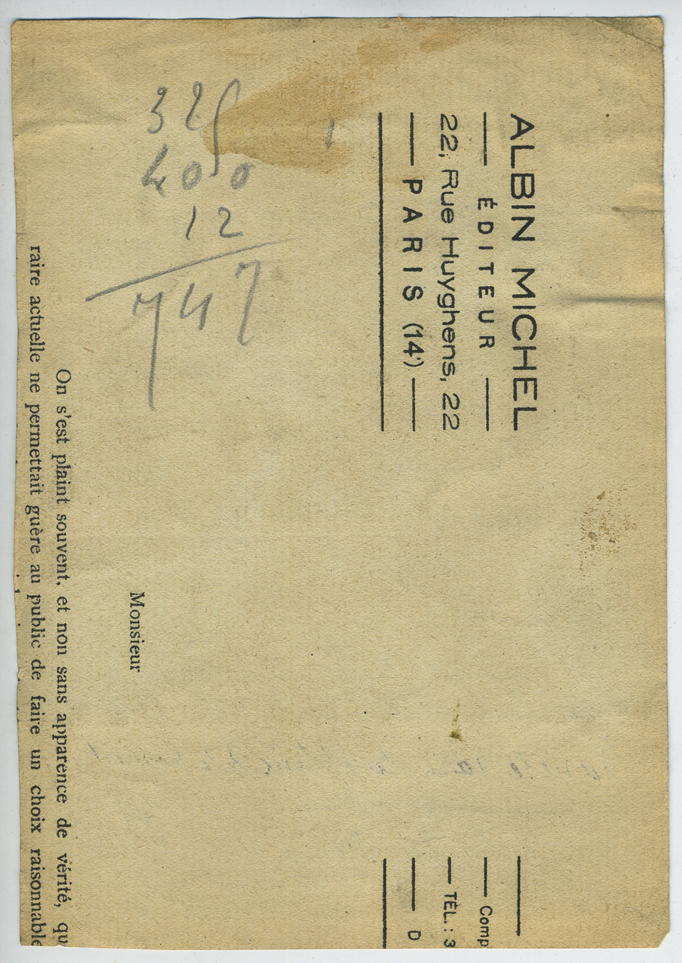 ALBIN MICHEL
ÉDITEUR
22, Rue Huyghens, 22
PARIS (14ᵉ)
Comp
TÉL. : 3
D
Monsieur
On s'est plaint souvent, et non sans apparence de vérité, qu
raire actuelle ne permettait guère au public de faire un choix raisonnable
325
400
12
747